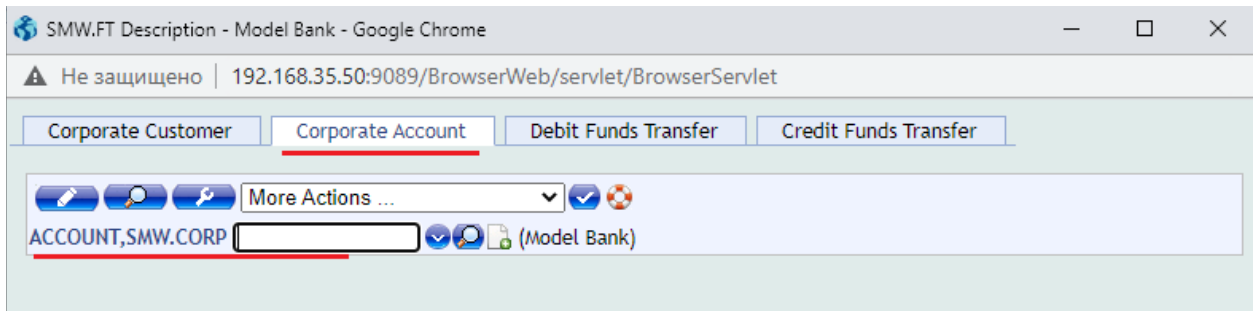 SMW.FT Description - Model Bank - Google Chrome
Не защищено | 192.168.35.50:9089/BrowserWeb/servlet/BrowserServlet
Corporate Customer Corporate Account Debit Funds Transfer Credit Funds Transfer
More Actions ...
ACCOUNT,SMW.CORP (Model Bank)